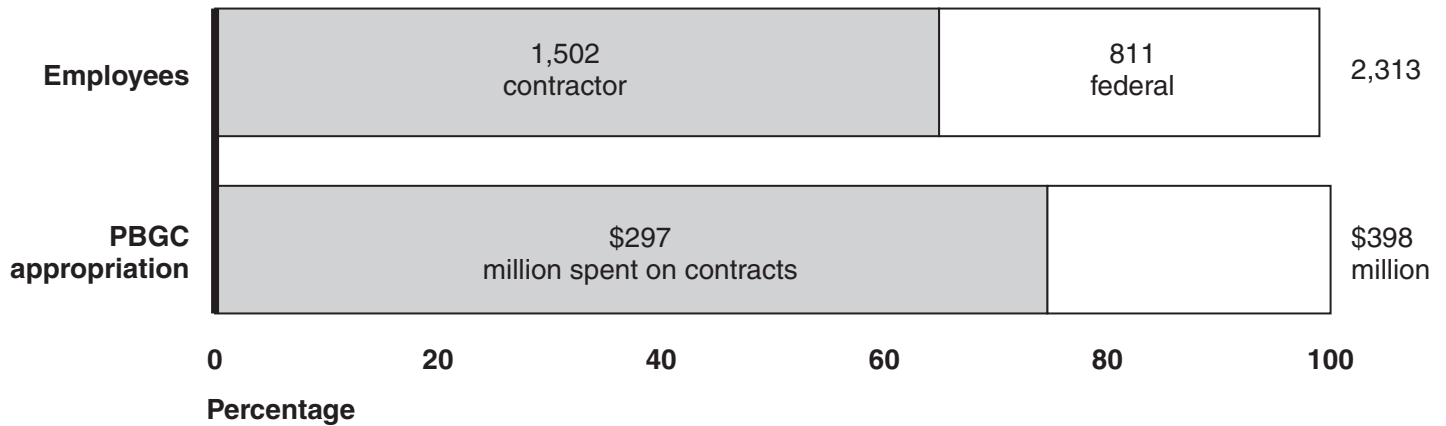 1,502
contractor
811
federal
Employees
2,313
PBGC
appropriation
$297
million spent on contracts
$398
million
0 20 40 60 80 100
Percentage